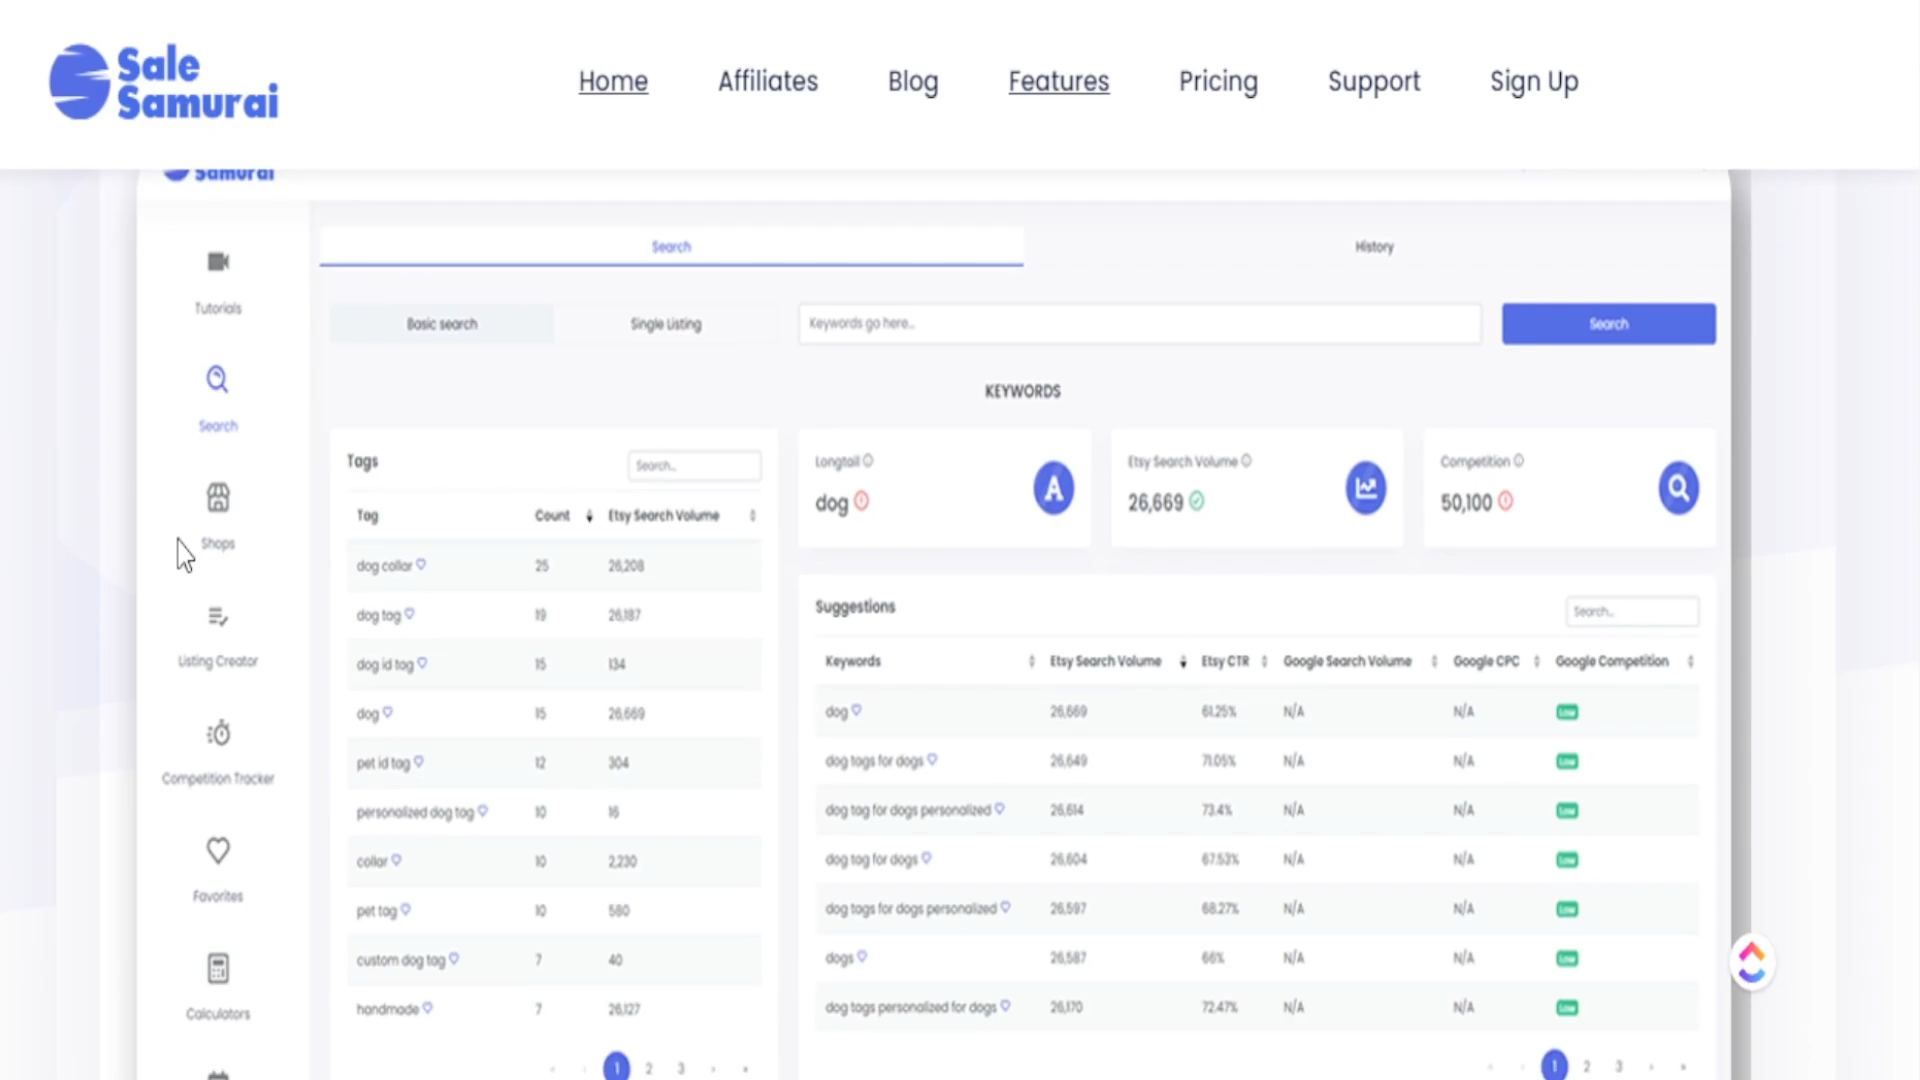 Sale Samurai
Home Affiliates Blog Features Pricing Support Sign Up
Samurai
Search History
Tutorials
Basic search Single Listing Keywords go here.. Search
Search
KEYWORDS
Shops
Listing Creator
Competition Tracker
Favorites
Calculators
Tags Search..
Tag Count Etsy Search Volume
dog collar 25 26,208
dog tag 19 26,187
dog id tag 15 134
dog 15 26,669
pet id tag 12 304
personalized dog tag 10 16
collar 10 2,230
pet tag 10 580
custom dog tag 7 40
handmade 7 26,127
1 2 3
Longtail Etsy Search Volume Competition
dog 26,669 50,100
Suggestions Search..
Keywords Etsy Search Volume Etsy CTR Google Search Volume Google CPC Google Competition
dog 26,669 61.25% N/A N/A Low
dog tags for dogs 26,649 71.05% N/A N/A Low
dog tag for dogs personalized 26,614 73.4% N/A N/A Low
dog tag for dogs 26,604 67.53% N/A N/A Low
dog tags for dogs personalized 26,597 68.27% N/A N/A Low
dogs 26,587 66% N/A N/A Low
dog tags personalized for dogs 26,170 72.47% N/A N/A Low
1 2 3